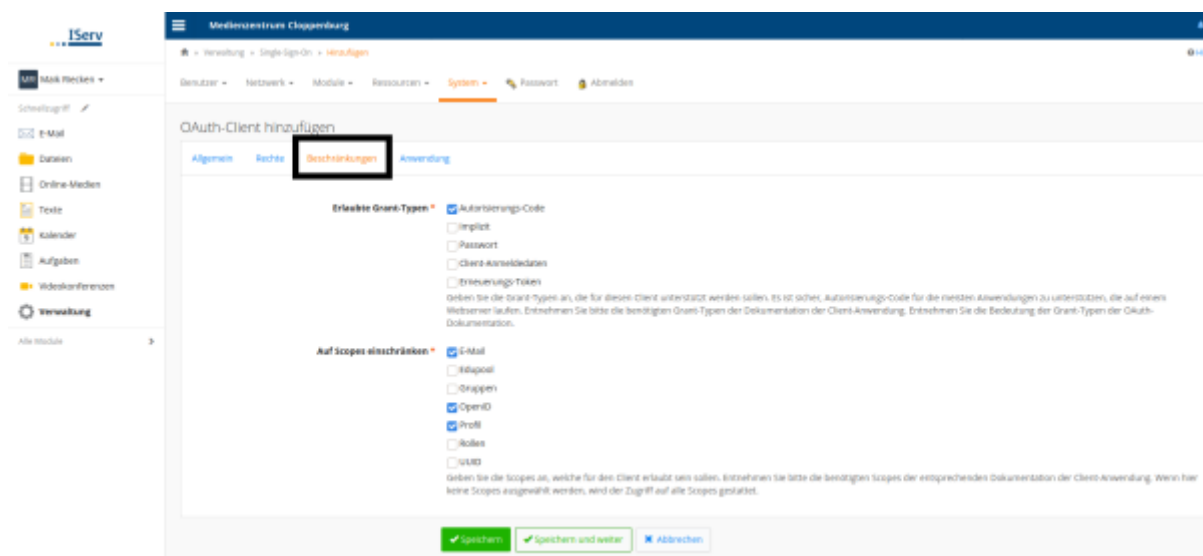 IServ
Medienzentrum Cloppenburg
Verwaltung » Single-Sign-On » Hinzufügen
Maik Riecken
Benutzer Netzwerk Module Ressourcen System Passwort Abmelden
Schnellzugriff
E-Mail
Dateien
Online-Medien
Texte
Kalender
Aufgaben
Videokonferenzen
Verwaltung
Alle Module
OAuth-Client hinzufügen
Allgemein Rechte Beschränkungen Anwendung
Erlaubte Grant-Typen * Autorisierungs-Code
Implicit
Passwort
Client-Anmeldedaten
Erneuerungs-Token
Geben Sie die Grant-Typen an, die für diesen Client unterstützt werden sollen. Es ist sicher, Autorisierungs-Code für die meisten Anwendungen zu unterstützen, die auf einem
Webserver laufen. Entnehmen Sie bitte die benötigten Grant-Typen der Dokumentation der Client-Anwendung. Entnehmen Sie die Bedeutung der Grant-Typen der OAuth-
Dokumentation.
Auf Scopes einschränken * E-Mail
Edupool
Gruppen
OpenID
Profil
Rollen
UUID
Geben Sie die Scopes an, welche für den Client erlaubt sein sollen. Entnehmen Sie bitte die benötigten Scopes der entsprechenden Dokumentation der Client-Anwendung. Wenn hier
keine Scopes ausgewählt werden, wird der Zugriff auf alle Scopes gestattet.
Speichern Speichern und weiter Abbrechen